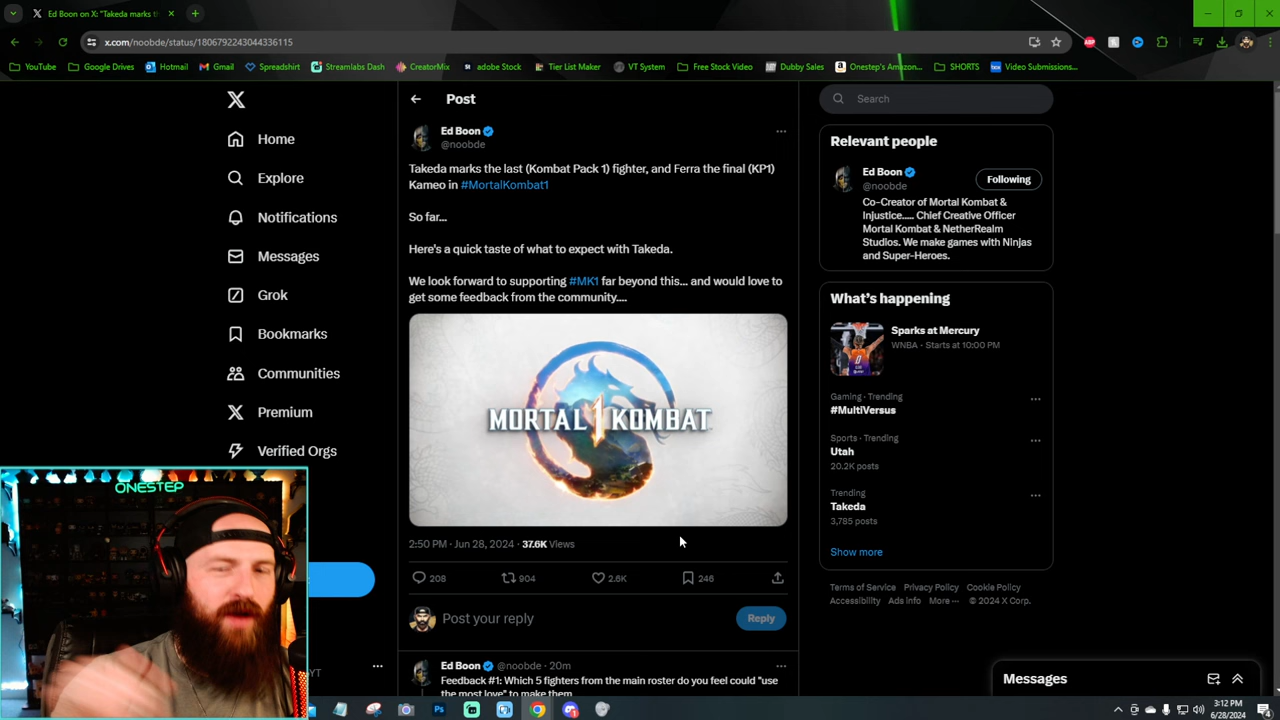 Ed Boon on X: "Takeda marks th
x.com/noobde/status/1806792243044336115
YouTube
Google Drives
Hotmail
Gmail
Spreadshirt
Streamlabs Dash
CreatorMix
adobe Stock
Tier List Maker
VT System
Free Stock Video
Dubby Sales
Onestep's Amazon...
SHORTS
Video Submissions...
Home
Explore
Notifications
Messages
Grok
Bookmarks
Communities
Premium
Verified Orgs
YT
Post
Ed Boon
@noobde
Takeda marks the last (Kombat Pack 1) fighter, and Ferra the final (KP1)
Kameo in #MortalKombat1
So far...
Here's a quick taste of what to expect with Takeda.
We look forward to supporting #MK1 far beyond this... and would love to
get some feedback from the community....
MORTAL 1 KOMBAT
2:50 PM · Jun 28, 2024 · 37.6K Views
208 904 2.6K 246
Post your reply
Reply
Ed Boon @noobde · 20m
Feedback #1: Which 5 fighters from the main roster do you feel could "use
the most love" to make them
Search
Relevant people
Ed Boon
@noobde
Following
Co-Creator of Mortal Kombat &
Injustice..... Chief Creative Officer
Mortal Kombat & NetherRealm
Studios. We make games with Ninjas
and Super-Heroes.
What's happening
Sparks at Mercury
WNBA · Starts at 10:00 PM
Gaming · Trending
#MultiVersus
Sports · Trending
Utah
20.2K posts
Trending
Takeda
3,785 posts
Show more
Terms of Service Privacy Policy Cookie Policy
Accessibility Ads info More ··· © 2024 X Corp.
Messages
ONESTEP
3:12 PM
6/28/2024